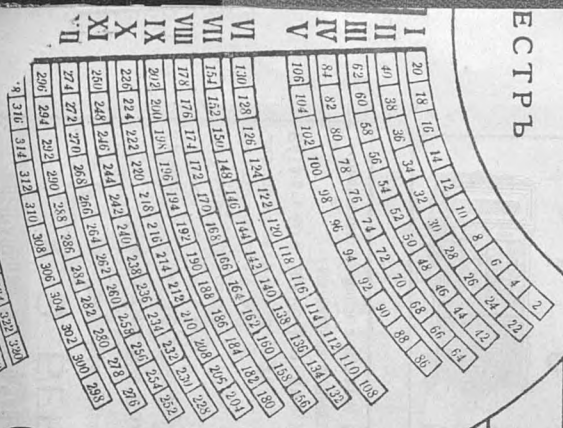 ЕСТРЪ
I 20 18 16 14 12 10 8 6 4 2
II 40 38 36 34 32 30 28 26 24 22
III 62 60 58 56 54 52 50 48 46 44 42
IV 84 82 80 78 76 74 72 70 68 66 64
V 106 104 102 100 98 96 94 92 90 88 86
VI 130 128 126 124 122 120 118 116 114 112 110 108
VII 154 152 150 148 146 144 142 140 138 136 134 132
VIII 178 176 174 172 170 168 166 164 162 160 158 156
IX 202 200 198 196 194 192 190 188 186 184 182 180
X 226 224 222 220 218 216 214 212 210 208 206 204
XI 250 248 246 244 242 240 238 236 234 232 230 228
274 272 270 268 266 264 262 260 258 256 254 252
296 294 292 290 288 286 284 282 280 278 276
316 314 312 310 308 306 304 302 300 298
322 320